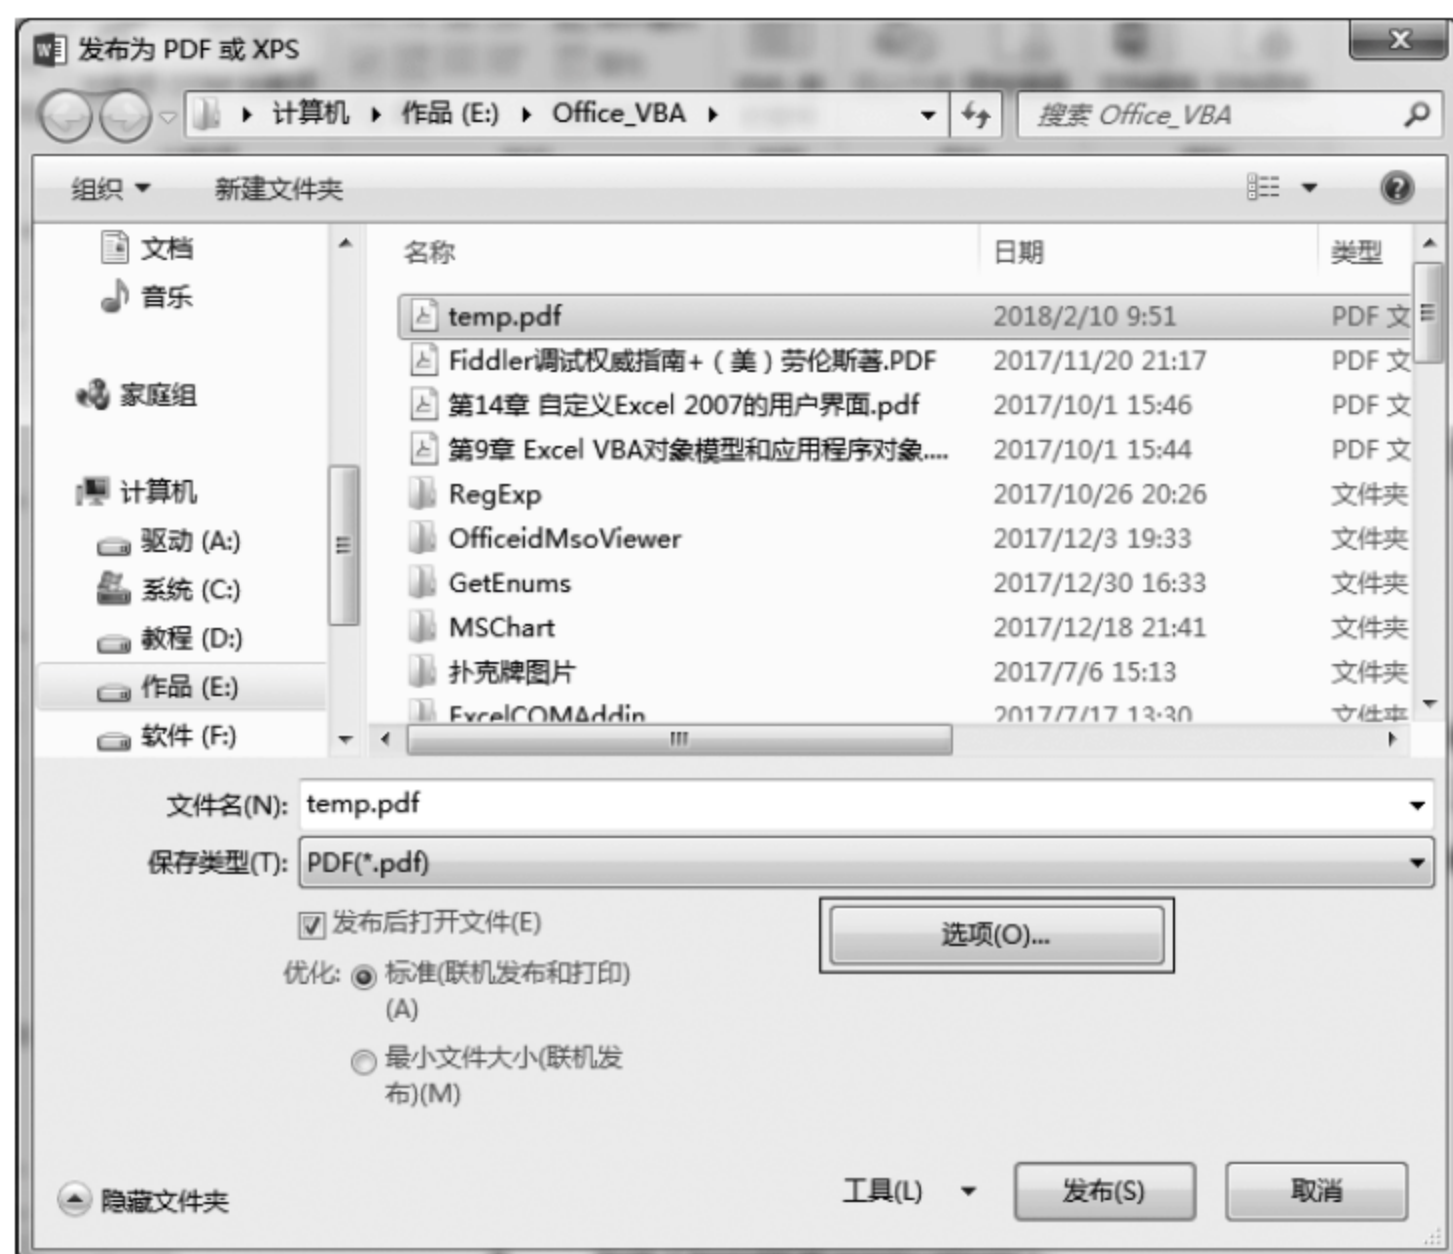 发布为 PDF 或 XPS
计算机 作品 (E:) Office_VBA 搜索 Office_VBA
组织 新建文件夹
文档
音乐
家庭组
计算机
驱动 (A:)
系统 (C:)
教程 (D:)
作品 (E:)
软件 (F:)
名称 日期 类型
temp.pdf 2018/2/10 9:51 PDF 文
Fiddler调试权威指南+（美）劳伦斯著.PDF 2017/11/20 21:17 PDF 文
第14章 自定义Excel 2007的用户界面.pdf 2017/10/1 15:46 PDF 文
第9章 Excel VBA对象模型和应用程序对象.... 2017/10/1 15:44 PDF 文
RegExp 2017/10/26 20:26 文件夹
OfficeidMsoViewer 2017/12/3 19:33 文件夹
GetEnums 2017/12/30 16:33 文件夹
MSChart 2017/12/18 21:41 文件夹
扑克牌图片 2017/7/6 15:13 文件夹
ExcelCOMAddin 2017/7/17 13:30 文件夹
文件名(N): temp.pdf
保存类型(T): PDF(*.pdf)
发布后打开文件(E)
选项(O)...
优化: 标准(联机发布和打印)
(A)
最小文件大小(联机发
布)(M)
隐藏文件夹 工具(L) 发布(S) 取消